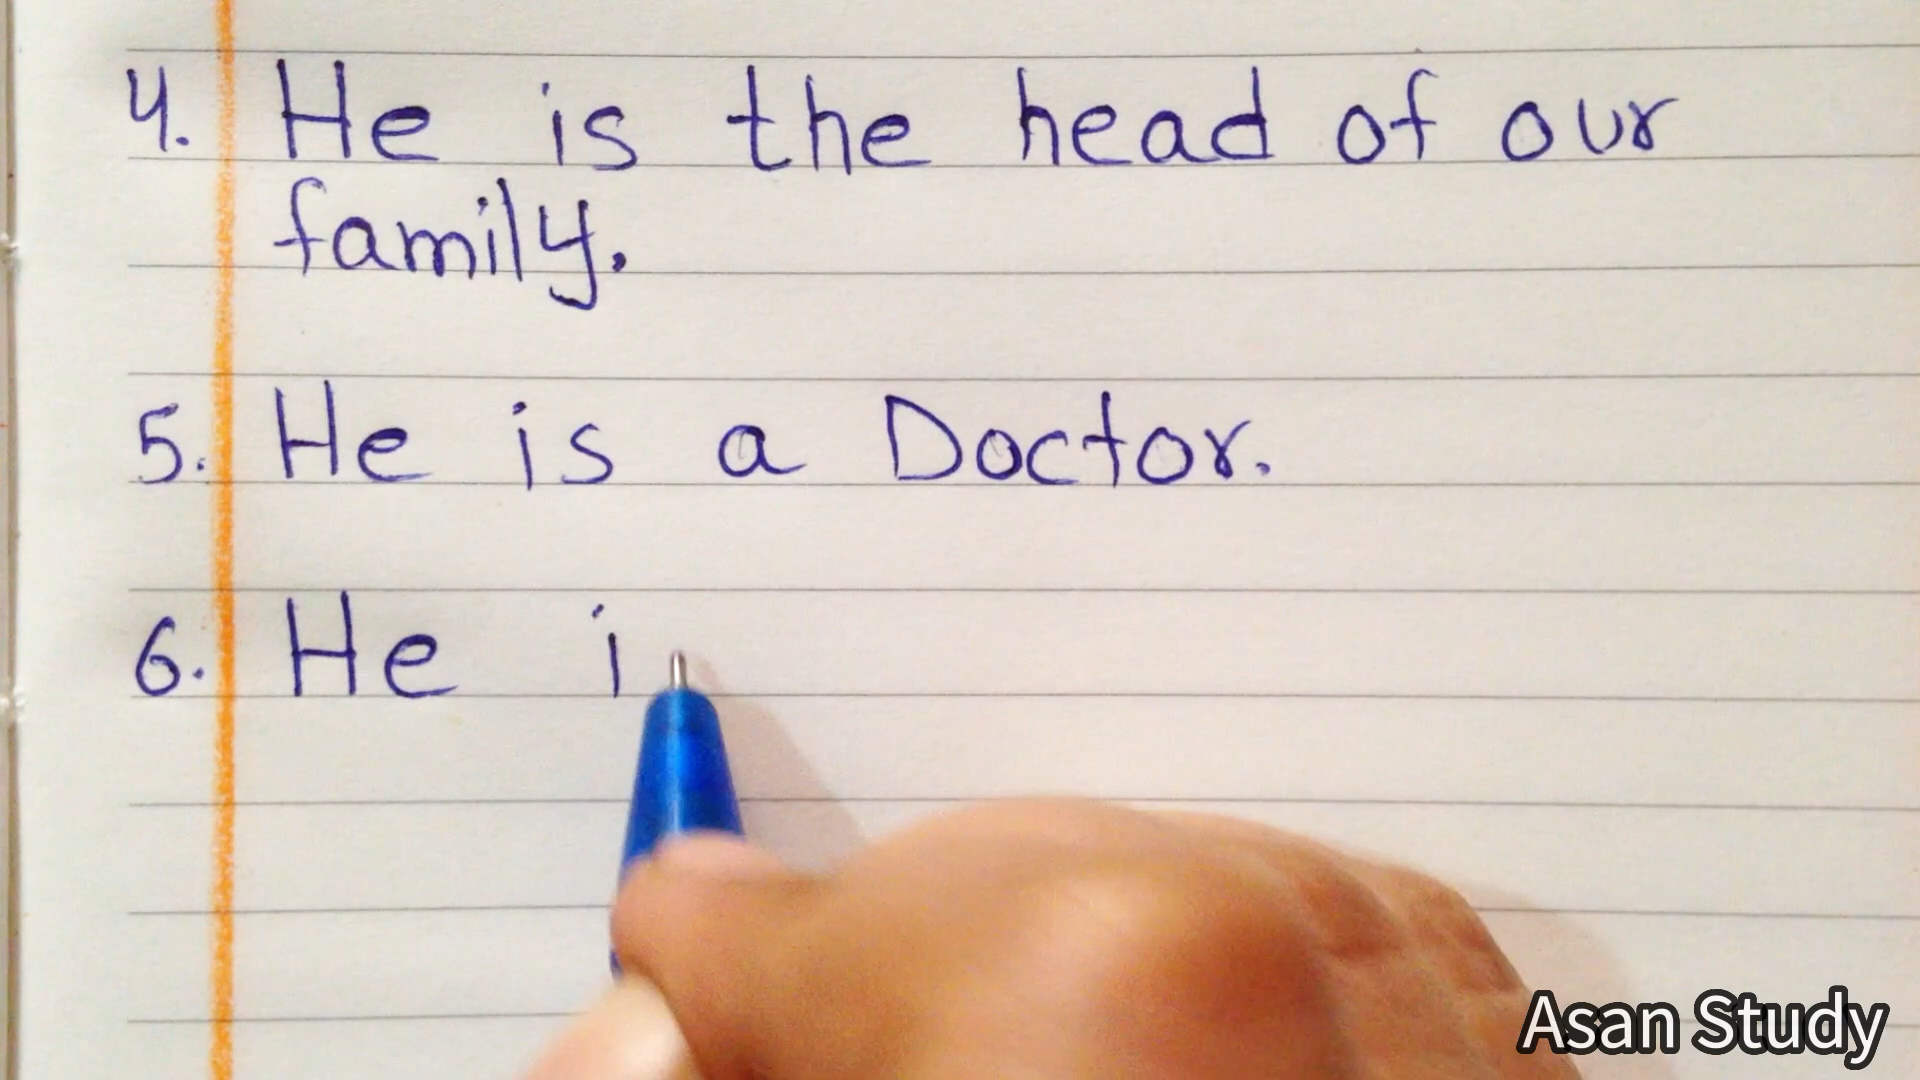 4. He is the head of our
family.
5. He is a Doctor.
6. He i
Asan Study